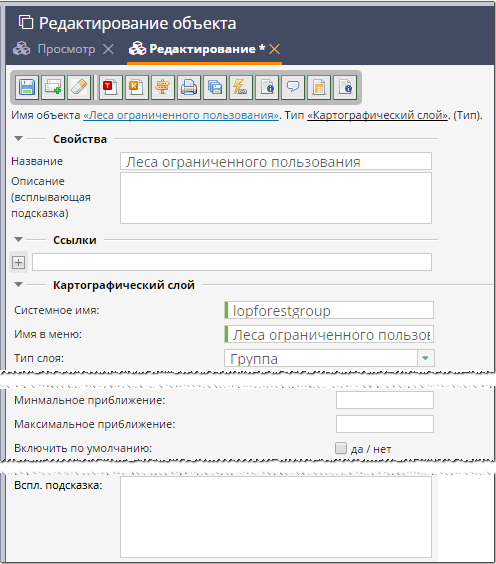 Редактирование объекта
Просмотр
Редактирование *
Имя объекта «Леса ограниченного пользования». Тип «Картографический слой». (Тип).
Свойства
Название
Леса ограниченного пользования
Описание
(всплывающая
подсказка)
Ссылки
Картографический слой
Системное имя:
lopforestgroup
Имя в меню:
Леса ограниченного пользов
Тип слоя:
Группа
Минмальное приближение:
Максимальное приближение:
Включить по умолчанию:
да / нет
Вспл. подсказка: